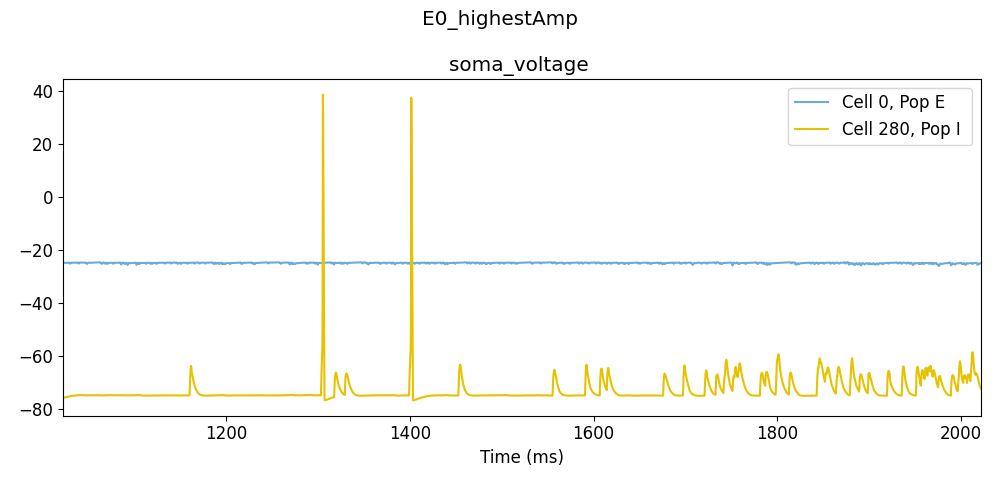 E0_highestAmp
soma_voltage
40
20
0
−20
−40
−60
−80
Cell 0, Pop E
Cell 280, Pop I
1200 1400 1600 1800 2000
Time (ms)